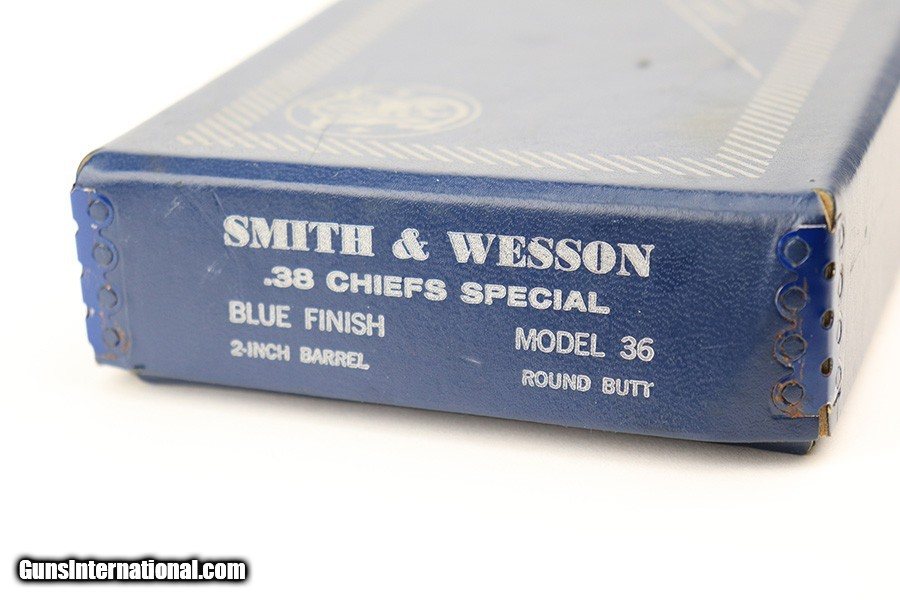 SMITH & WESSON
.38 CHIEFS SPECIAL
BLUE FINISH
MODEL 36
2-INCH BARREL
ROUND BUTT
GunsInternational.com